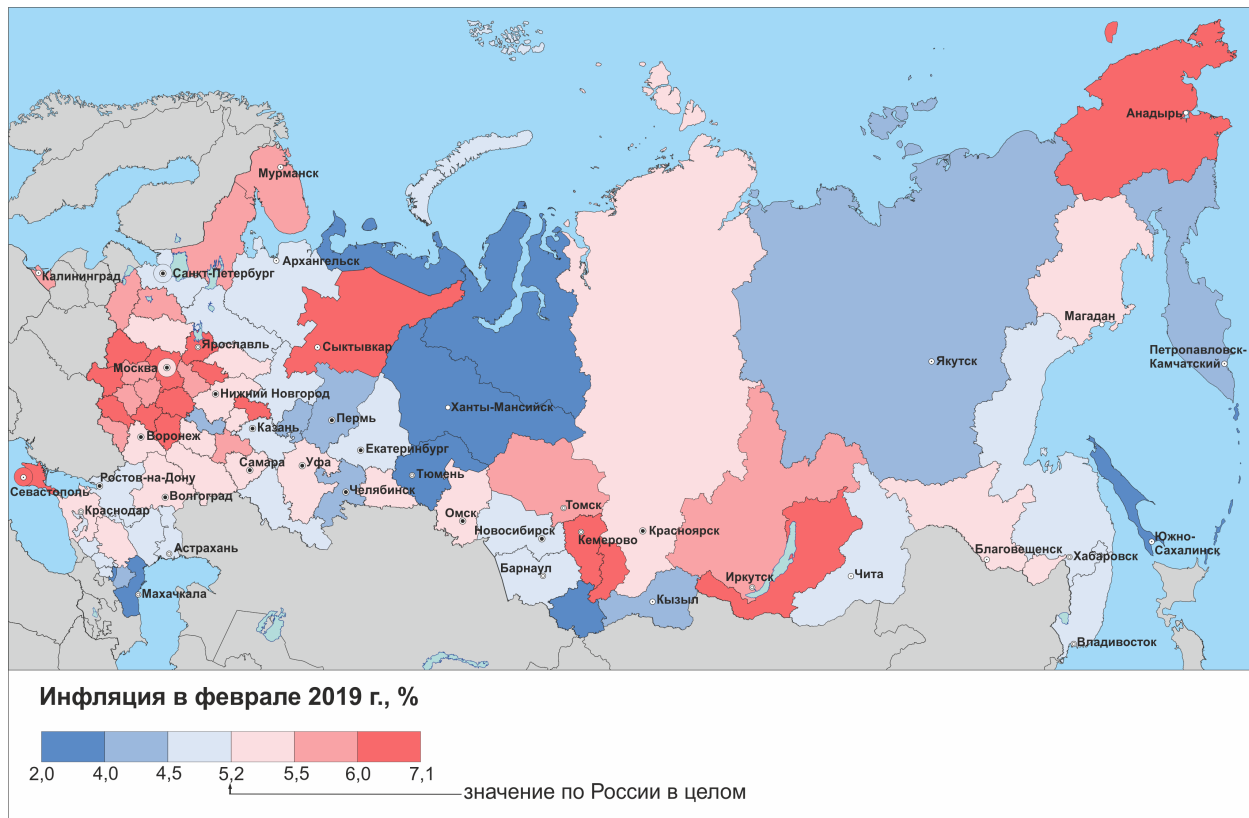 Анадырь
Мурманск
Архангельск
Калининград
Санкт-Петербург
Магадан
Ярославль
Сыктывкар
Петропавловск-
Камчатский
Якутск
Москва
Нижний Новгород
Ханты-Мансийск
Пермь
Казань
Воронеж
Екатеринбург
Самара
Уфа
Тюмень
Ростов-на-Дону
Севастополь
Волгоград
Челябинск
Краснодар
Омск
Томск
Новосибирск
Кемерово
Красноярск
Южно-
Сахалинск
Астрахань
Благовещенск
Хабаровск
Барнаул
Иркутск
Чита
Махачкала
Кызыл
Владивосток
Инфляция в феврале 2019 г., %
2,0 4,0 4,5 5,2 5,5 6,0 7,1
значение по России в целом